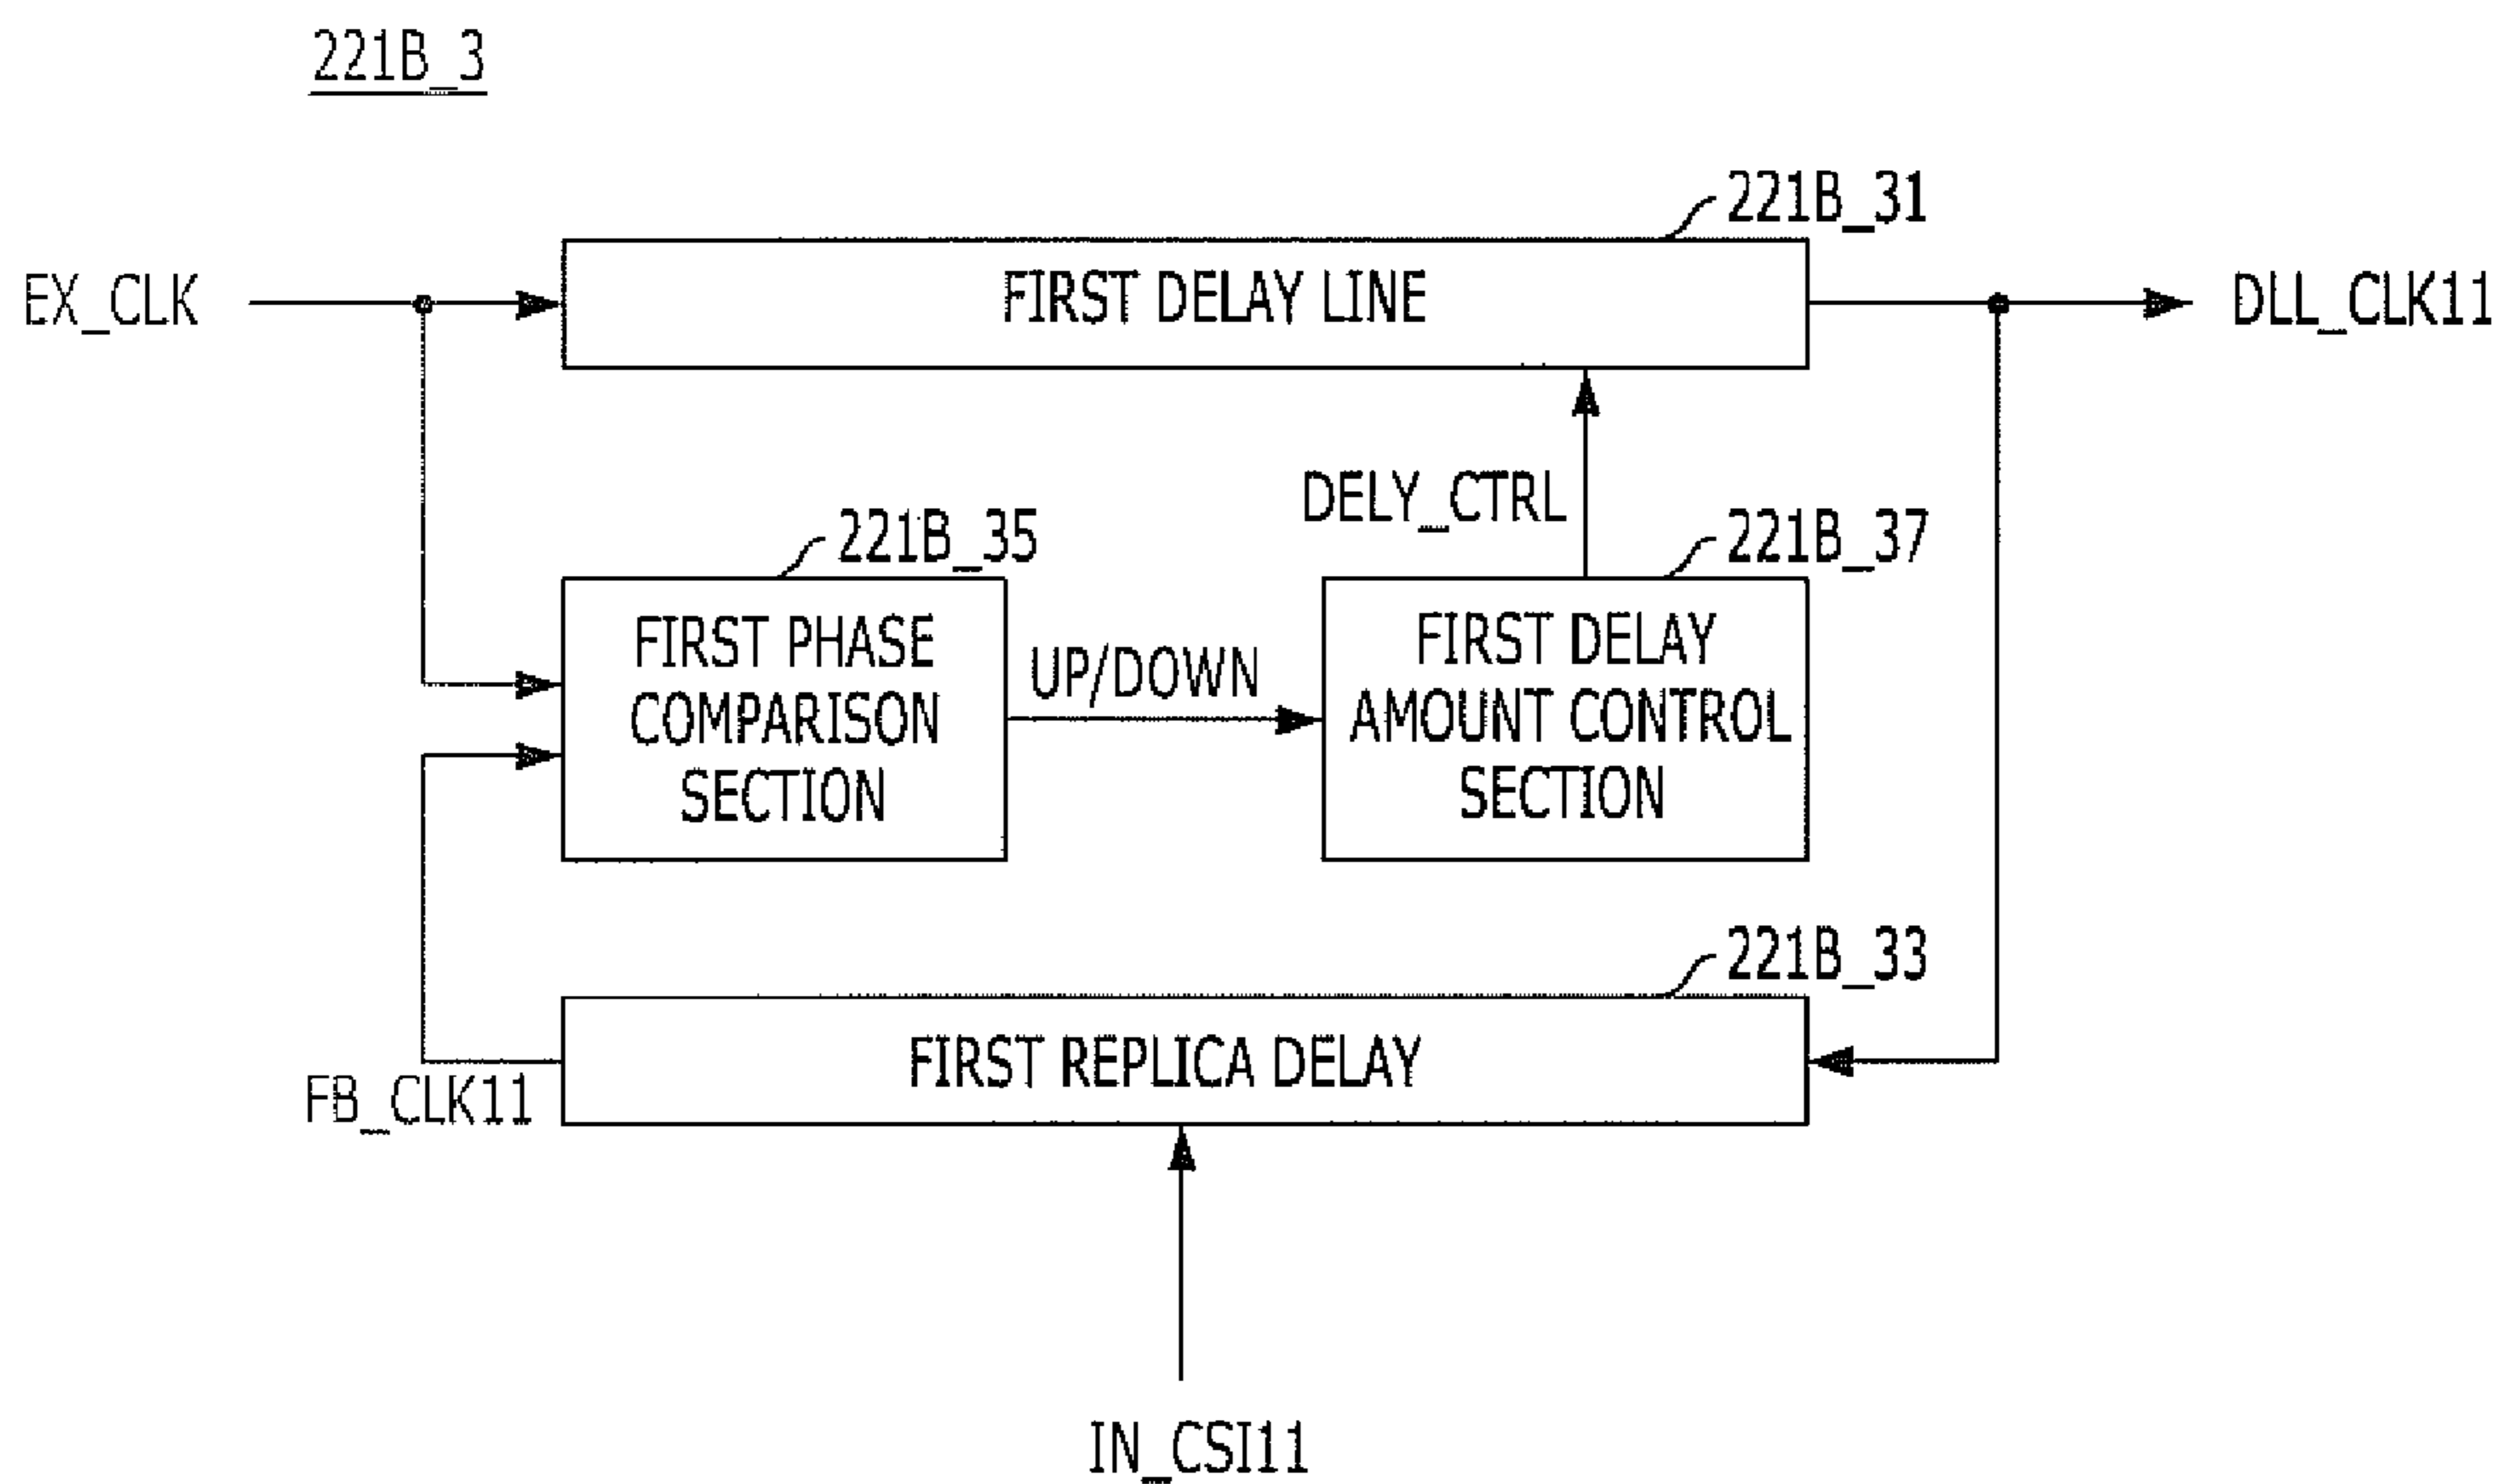 221B_3
221B_31
EX_CLK
FIRST DELAY LINE
DLL_CLK11
DELY_CTRL
221B_35
221B_37
FIRST PHASE
COMPARISON
SECTION
UP/DOWN
FIRST DELAY
AMOUNT CONTROL
SECTION
221B_33
FIRST REPLICA DELAY
FB_CLK11
IN_CSI11